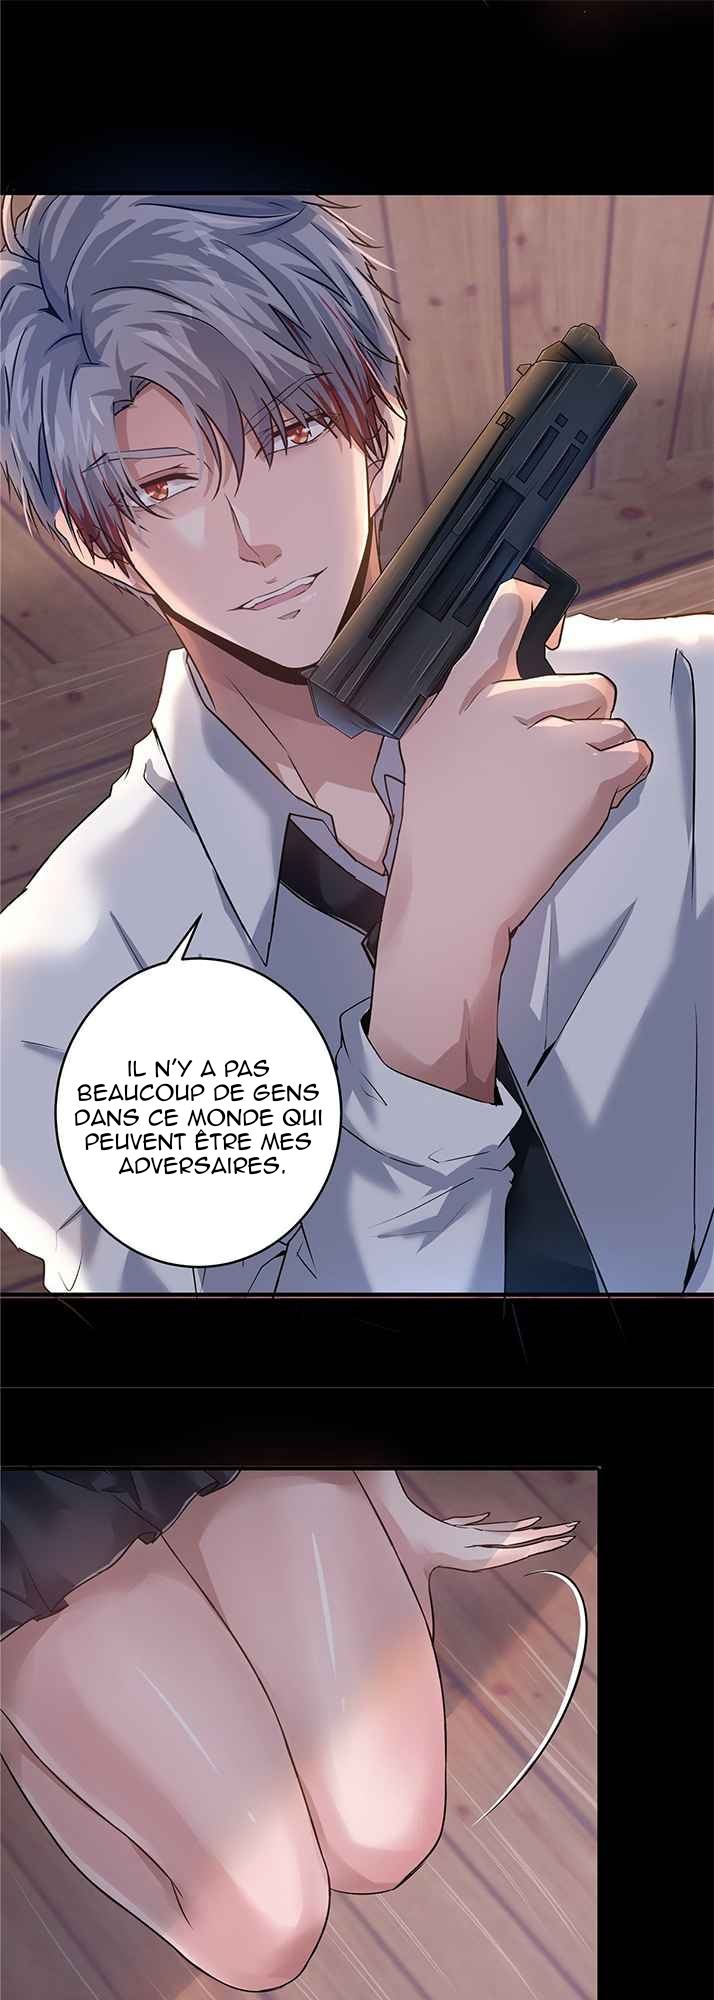 IL N'Y A PAS
BEAUCOUP DE GENS
DANS CE MONDE QUI
PEUVENT ÊTRE MES
ADVERSAIRES.